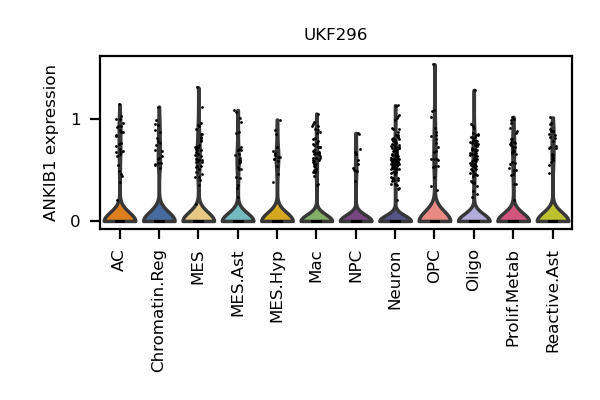 UKF296
ANKIB1 expression
1
0
AC
Chromatin.Reg
MES
MES.Ast
MES.Hyp
Mac
NPC
Neuron
OPC
Oligo
Prolif.Metab
Reactive.Ast